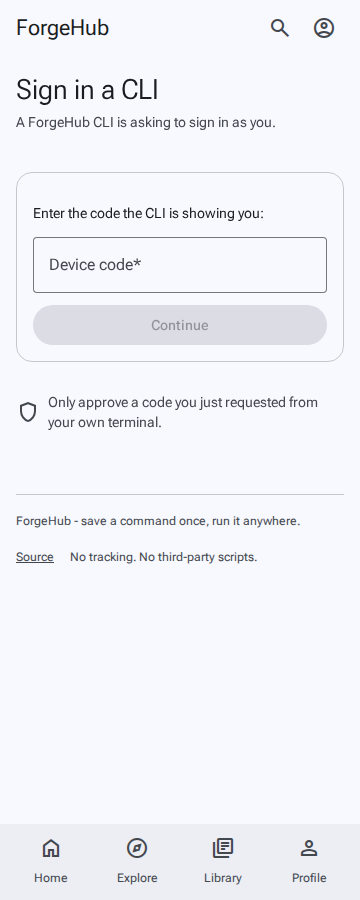 ForgeHub
Sign in a CLI
A ForgeHub CLI is asking to sign in as you.
Enter the code the CLI is showing you:
Device code*
Continue
Only approve a code you just requested from
your own terminal.
ForgeHub - save a command once, run it anywhere.
Source No tracking. No third-party scripts.
Home Explore Library Profile